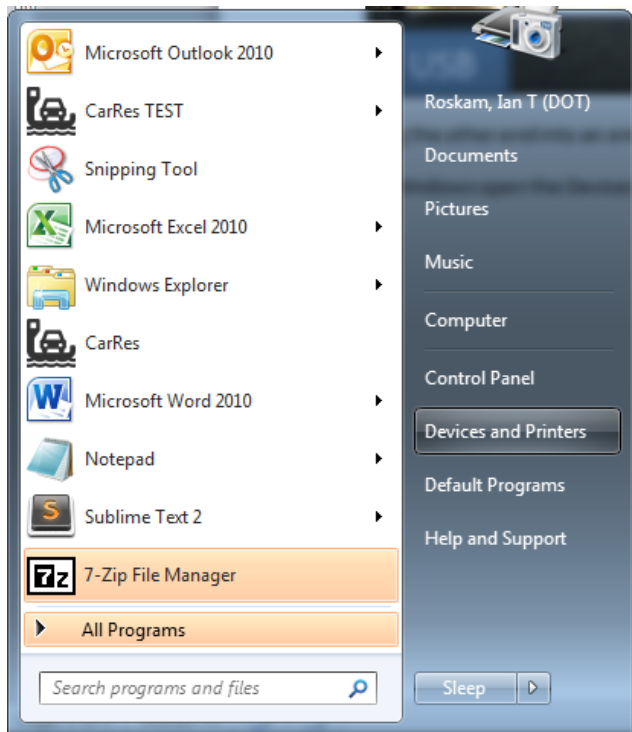 Microsoft Outlook 2010
CarRes TEST
Snipping Tool
Microsoft Excel 2010
Windows Explorer
CarRes
Microsoft Word 2010
Notepad
Sublime Text 2
7z 7-Zip File Manager
All Programs
Search programs and files
USB
Roskam, Ian T (DOT)
Documents
Pictures
Music
Computer
Control Panel
Devices and Printers
Default Programs
Help and Support
Sleep